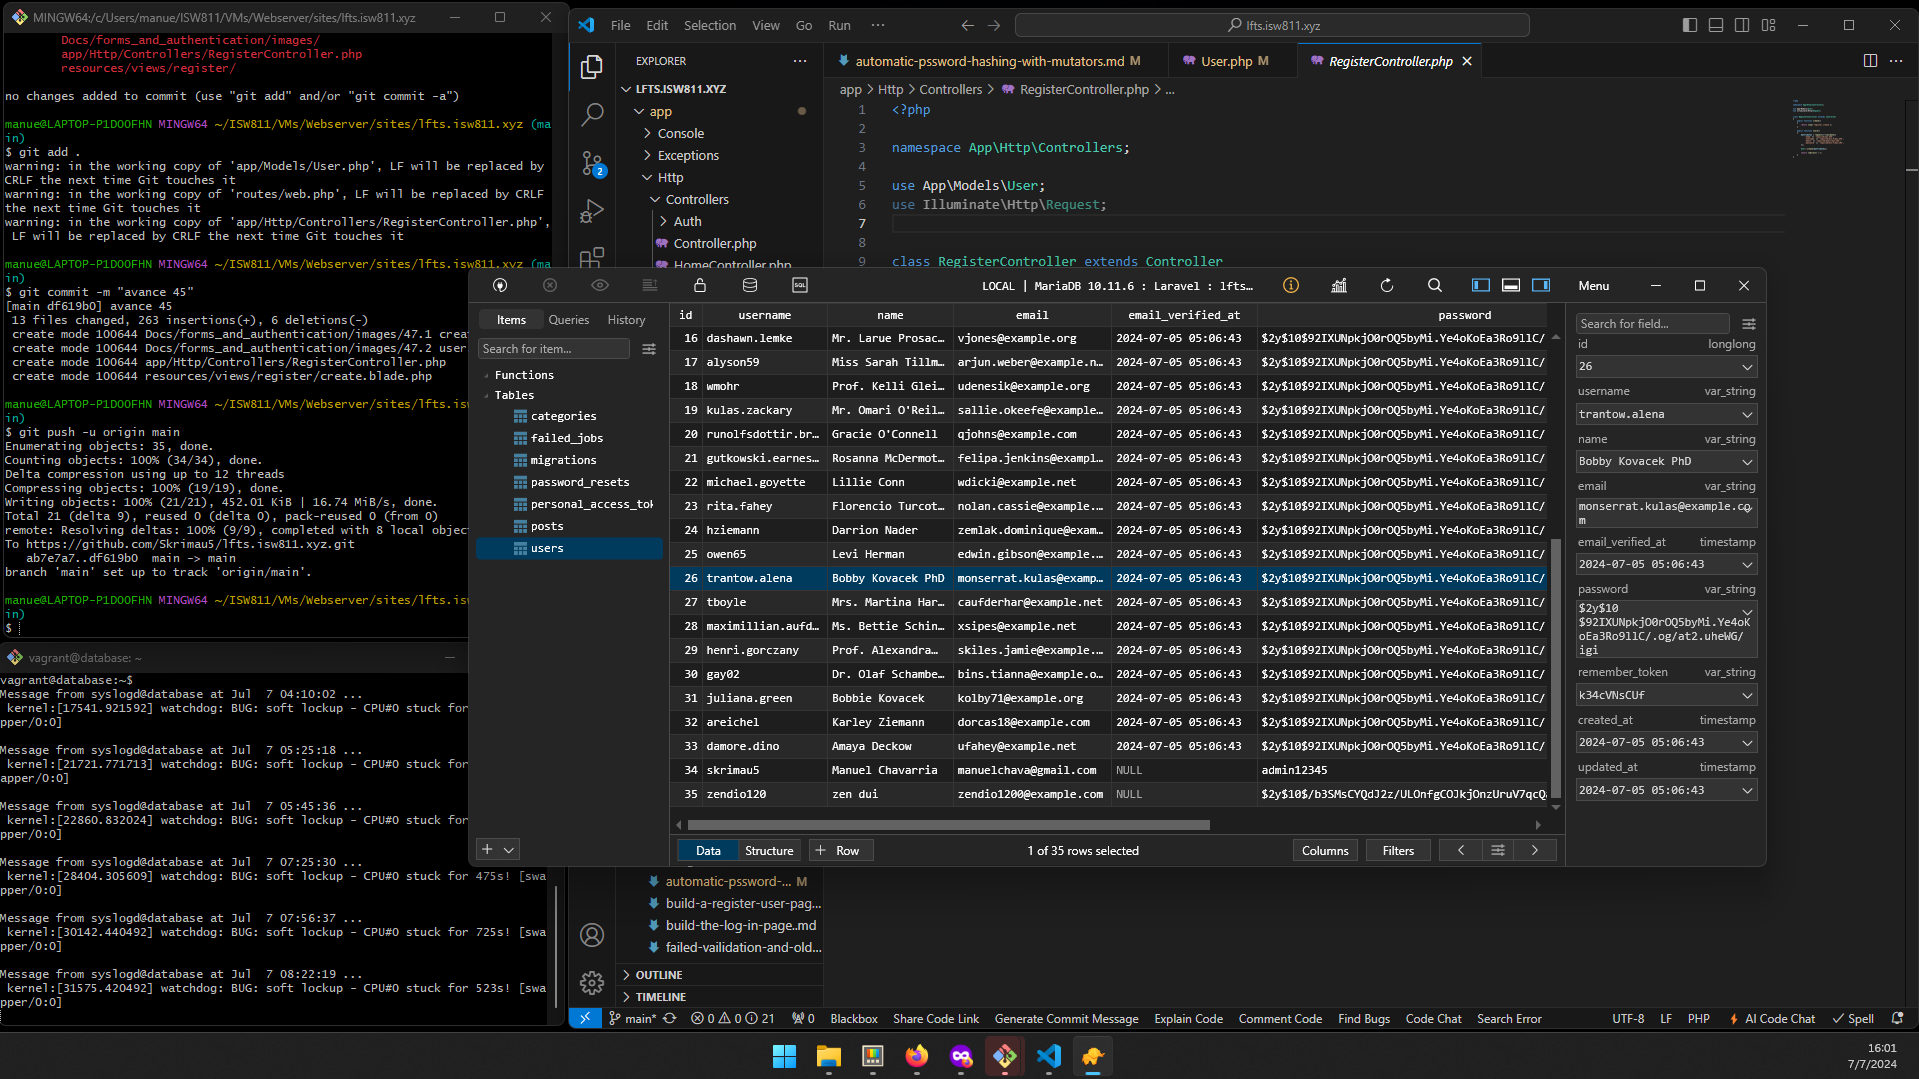 MINGW64:/c/Users/manue/ISW811/VMs/Webserver/sites/lfts.isw811.xyz
Docs/forms_and_authentication/images/
app/Http/Controllers/RegisterController.php
resources/views/register/
no changes added to commit (use "git add" and/or "git commit -a")
manue@LAPTOP-P1DOOFHN MINGW64 ~/ISW811/VMs/Webserver/sites/lfts.isw811.xyz (ma
in)
$ git add .
warning: in the working copy of 'app/Models/User.php', LF will be replaced by
CRLF the next time Git touches it
warning: in the working copy of 'routes/web.php', LF will be replaced by CRLF
the next time Git touches it
warning: in the working copy of 'app/Http/Controllers/RegisterController.php',
LF will be replaced by CRLF the next time Git touches it
manue@LAPTOP-P1DOOFHN MINGW64 ~/ISW811/VMs/Webserver/sites/lfts.isw811.xyz (ma
in)
$ git commit -m "avance 45"
[main df619b0] avance 45
13 files changed, 263 insertions(+), 6 deletions(-)
create mode 100644 Docs/forms_and_authentication/images/47.1 crea
create mode 100644 Docs/forms_and_authentication/images/47.2 user
create mode 100644 app/Http/Controllers/RegisterController.php
create mode 100644 resources/views/register/create.blade.php
manue@LAPTOP-P1DOOFHN MINGW64 ~/ISW811/VMs/Webserver/sites/lfts.isw
in)
$ git push -u origin main
Enumerating objects: 35, done.
Counting objects: 100% (34/34), done.
Delta compression using up to 12 threads
Compressing objects: 100% (19/19), done.
Writing objects: 100% (21/21), 452.01 KiB | 16.74 MiB/s, done.
Total 21 (delta 9), reused 0 (delta 0), pack-reused 0 (from 0)
remote: Resolving deltas: 100% (9/9), completed with 8 local objec
To https://github.com/Skrimau5/lfts.isw811.xyz.git
ab7e7a7..df619b0 main -> main
branch 'main' set up to track 'origin/main'.
manue@LAPTOP-P1DOOFHN MINGW64 ~/ISW811/VMs/Webserver/sites/lfts.isw
in)
$
vagrant@database: ~
vagrant@database:~$
Message from syslogd@database at Jul 7 04:10:02 ...
kernel:[17541.921592] watchdog: BUG: soft lockup - CPU#0 stuck for
pper/0:0]
Message from syslogd@database at Jul 7 05:25:18 ...
kernel:[21721.771713] watchdog: BUG: soft lockup - CPU#0 stuck for
apper/0:0]
Message from syslogd@database at Jul 7 05:45:36 ...
kernel:[22860.832024] watchdog: BUG: soft lockup - CPU#0 stuck for
pper/0:0]
Message from syslogd@database at Jul 7 07:25:30 ...
kernel:[28404.305609] watchdog: BUG: soft lockup - CPU#0 stuck for 475s! [swa
pper/0:0]
Message from syslogd@database at Jul 7 07:56:37 ...
kernel:[30142.440492] watchdog: BUG: soft lockup - CPU#0 stuck for 725s! [swa
pper/0:0]
Message from syslogd@database at Jul 7 08:22:19 ...
kernel:[31575.420492] watchdog: BUG: soft lockup - CPU#0 stuck for 523s! [swa
pper/0:0]
File Edit Selection View Go Run ··· lfts.isw811.xyz
EXPLORER ···
LFTS.ISW811.XYZ
app
Console
Exceptions
Http
Controllers
Auth
Controller.php
HomeController.php
2
automatic-pssword-hashing-with-mutators.md M User.php M RegisterController.php
app > Http > Controllers > RegisterController.php > ...
1 <?php
2
3 namespace App\Http\Controllers;
4
5 use App\Models\User;
6 use Illuminate\Http\Request;
7
8
9 class RegisterController extends Controller
LOCAL | MariaDB 10.11.6 : Laravel : lfts... Menu
SQL
Items Queries History
Search for item...
Functions
Tables
categories
failed_jobs
migrations
password_resets
personal_access_tok
posts
users
id username name email email_verified_at password
16 dashawn.lemke Mr. Larue Prosac... vjones@example.org 2024-07-05 05:06:43 $2y$10$92IXUNpkjO0rOQ5byMi.Ye4oKoEa3Ro9llC/
17 alyson59 Miss Sarah Tillm... arjun.weber@example.n... 2024-07-05 05:06:43 $2y$10$92IXUNpkjO0rOQ5byMi.Ye4oKoEa3Ro9llC/
18 wmohr Prof. Kelli Glei... udenesik@example.org 2024-07-05 05:06:43 $2y$10$92IXUNpkjO0rOQ5byMi.Ye4oKoEa3Ro9llC/
19 kulas.zackary Mr. Omari O'Reil... sallie.okeefe@example... 2024-07-05 05:06:43 $2y$10$92IXUNpkjO0rOQ5byMi.Ye4oKoEa3Ro9llC/
20 runolfsdottir.br... Gracie O'Connell qjohns@example.com 2024-07-05 05:06:43 $2y$10$92IXUNpkjO0rOQ5byMi.Ye4oKoEa3Ro9llC/
21 gutkowski.earnes... Rosanna McDermot... felipa.jenkins@example... 2024-07-05 05:06:43 $2y$10$92IXUNpkjO0rOQ5byMi.Ye4oKoEa3Ro9llC/
22 michael.goyette Lillie Conn wdicki@example.net 2024-07-05 05:06:43 $2y$10$92IXUNpkjO0rOQ5byMi.Ye4oKoEa3Ro9llC/
23 rita.fahey Florencio Turcot... nolan.cassie@example... 2024-07-05 05:06:43 $2y$10$92IXUNpkjO0rOQ5byMi.Ye4oKoEa3Ro9llC/
24 hziemann Darrion Nader zemlak.dominique@exam... 2024-07-05 05:06:43 $2y$10$92IXUNpkjO0rOQ5byMi.Ye4oKoEa3Ro9llC/
25 owen65 Levi Herman edwin.gibson@example... 2024-07-05 05:06:43 $2y$10$92IXUNpkjO0rOQ5byMi.Ye4oKoEa3Ro9llC/
26 trantow.alena Bobby Kovacek PhD monserrat.kulas@examp... 2024-07-05 05:06:43 $2y$10$92IXUNpkjO0rOQ5byMi.Ye4oKoEa3Ro9llC/
27 tboyle Mrs. Martina Har... caufderhar@example.net 2024-07-05 05:06:43 $2y$10$92IXUNpkjO0rOQ5byMi.Ye4oKoEa3Ro9llC/
28 maximillian.aufd... Ms. Bettie Schin... xsipes@example.net 2024-07-05 05:06:43 $2y$10$92IXUNpkjO0rOQ5byMi.Ye4oKoEa3Ro9llC/
29 henri.gorczany Prof. Alexandra... skiles.jamie@example... 2024-07-05 05:06:43 $2y$10$92IXUNpkjO0rOQ5byMi.Ye4oKoEa3Ro9llC/
30 gay02 Dr. Olaf Schambe... bins.tianna@example.o... 2024-07-05 05:06:43 $2y$10$92IXUNpkjO0rOQ5byMi.Ye4oKoEa3Ro9llC/
31 juliana.green Bobbie Kovacek kolby71@example.org 2024-07-05 05:06:43 $2y$10$92IXUNpkjO0rOQ5byMi.Ye4oKoEa3Ro9llC/
32 areichel Karley Ziemann dorcas18@example.com 2024-07-05 05:06:43 $2y$10$92IXUNpkjO0rOQ5byMi.Ye4oKoEa3Ro9llC/
33 damore.dino Amaya Deckow ufahey@example.net 2024-07-05 05:06:43 $2y$10$92IXUNpkjO0rOQ5byMi.Ye4oKoEa3Ro9llC/
34 skrimau5 Manuel Chavarria manuelchava@gmail.com NULL admin12345
35 zendio120 zen dui zendio1200@example.com NULL $2y$10$/b3SMsCYQdJ2z/ULOnfgCOJkjOnzUruV7qcQ
Data Structure + Row 1 of 35 rows selected Columns Filters
Search for field...
id longlong
26
username var_string
trantow.alena
name var_string
Bobby Kovacek PhD
email var_string
monserrat.kulas@example.co
m
email_verified_at timestamp
2024-07-05 05:06:43
password var_string
$2y$10
$92IXUNpkjO0rOQ5byMi.Ye4oK
oEa3Ro9llC/.og/at2.uheWG/
igi
remember_token var_string
k34cVNsCUf
created_at timestamp
2024-07-05 05:06:43
updated_at timestamp
2024-07-05 05:06:43
automatic-pssword-... M
build-a-register-user-pag...
build-the-log-in-page..md
failed-vailidation-and-old...
OUTLINE
TIMELINE
main* 0 0 21 0 Blackbox Share Code Link Generate Commit Message Explain Code Comment Code Find Bugs Code Chat Search Error UTF-8 LF PHP AI Code Chat Spell
16:01
7/7/2024